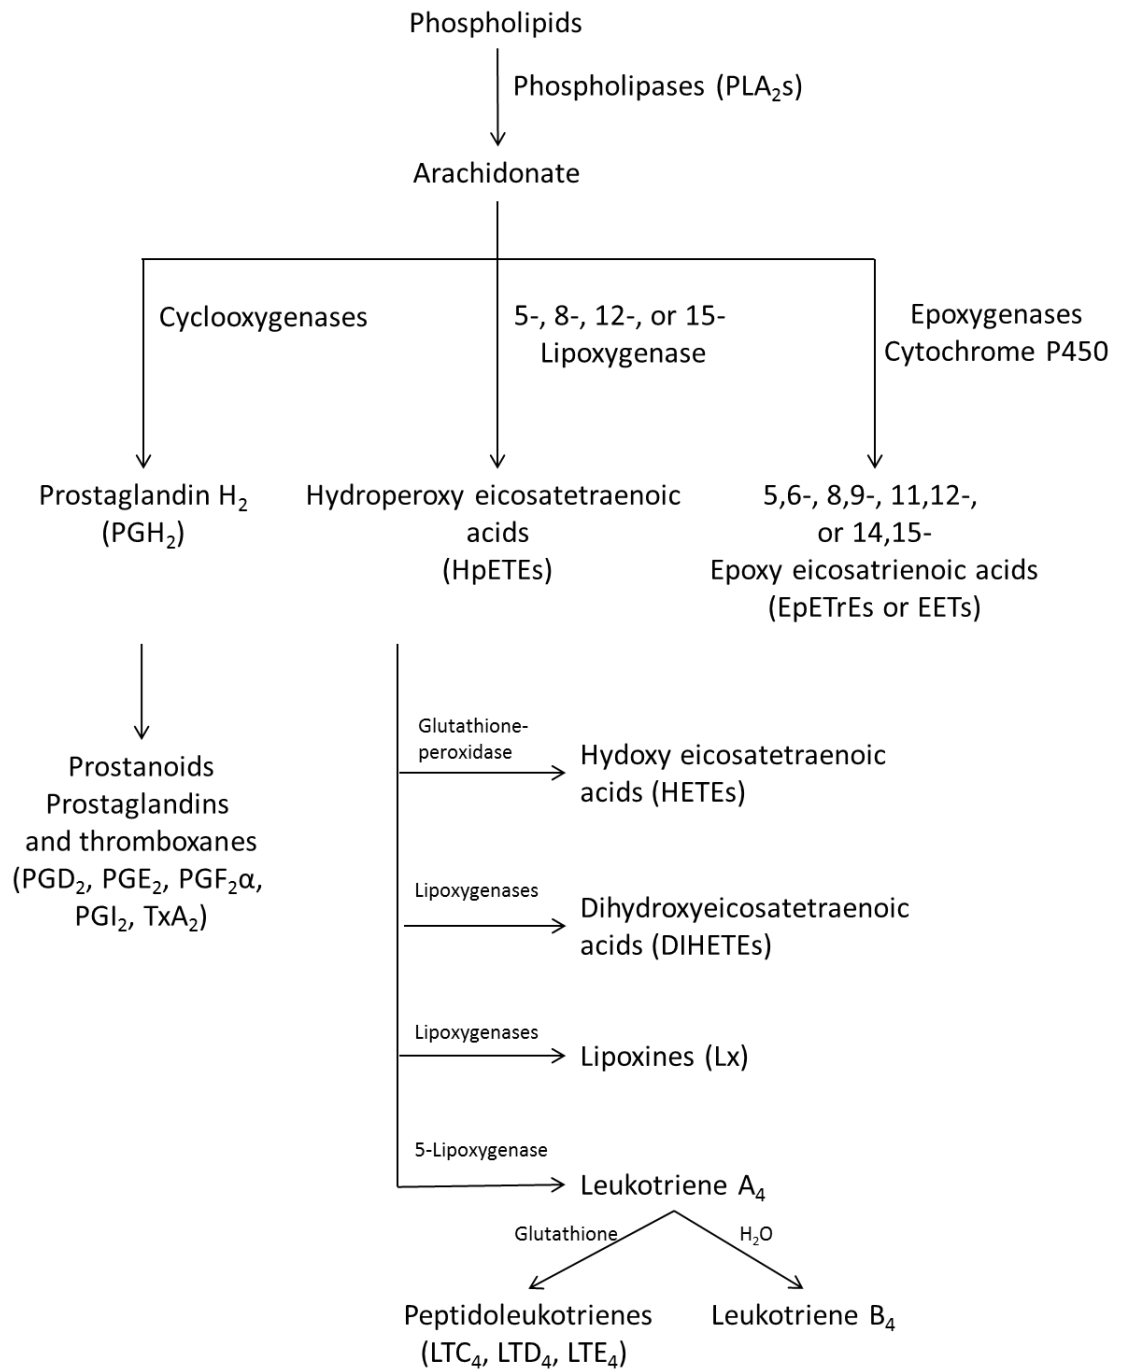 Phospholipids
Phospholipases (PLA₂s)
Arachidonate
Cyclooxygenases
5-, 8-, 12-, or 15-
Lipoxygenase
Epoxygenases
Cytochrome P450
Prostaglandin H₂
(PGH₂)
Hydroperoxy eicosatetraenoic
acids
(HpETEs)
5,6-, 8,9-, 11,12-,
or 14,15-
Epoxy eicosatrienoic acids
(EpETrEs or EETs)
Prostanoids
Prostaglandins
and thromboxanes
(PGD₂, PGE₂, PGF₂α,
PGI₂, TxA₂)
Glutathione-
peroxidase
Hydoxy eicosatetraenoic
acids (HETEs)
Lipoxygenases
Dihydroxyeicosatetraenoic
acids (DIHETEs)
Lipoxygenases
Lipoxines (Lx)
5-Lipoxygenase
Leukotriene A₄
Glutathione
H₂O
Peptidoleukotrienes
(LTC₄, LTD₄, LTE₄)
Leukotriene B₄